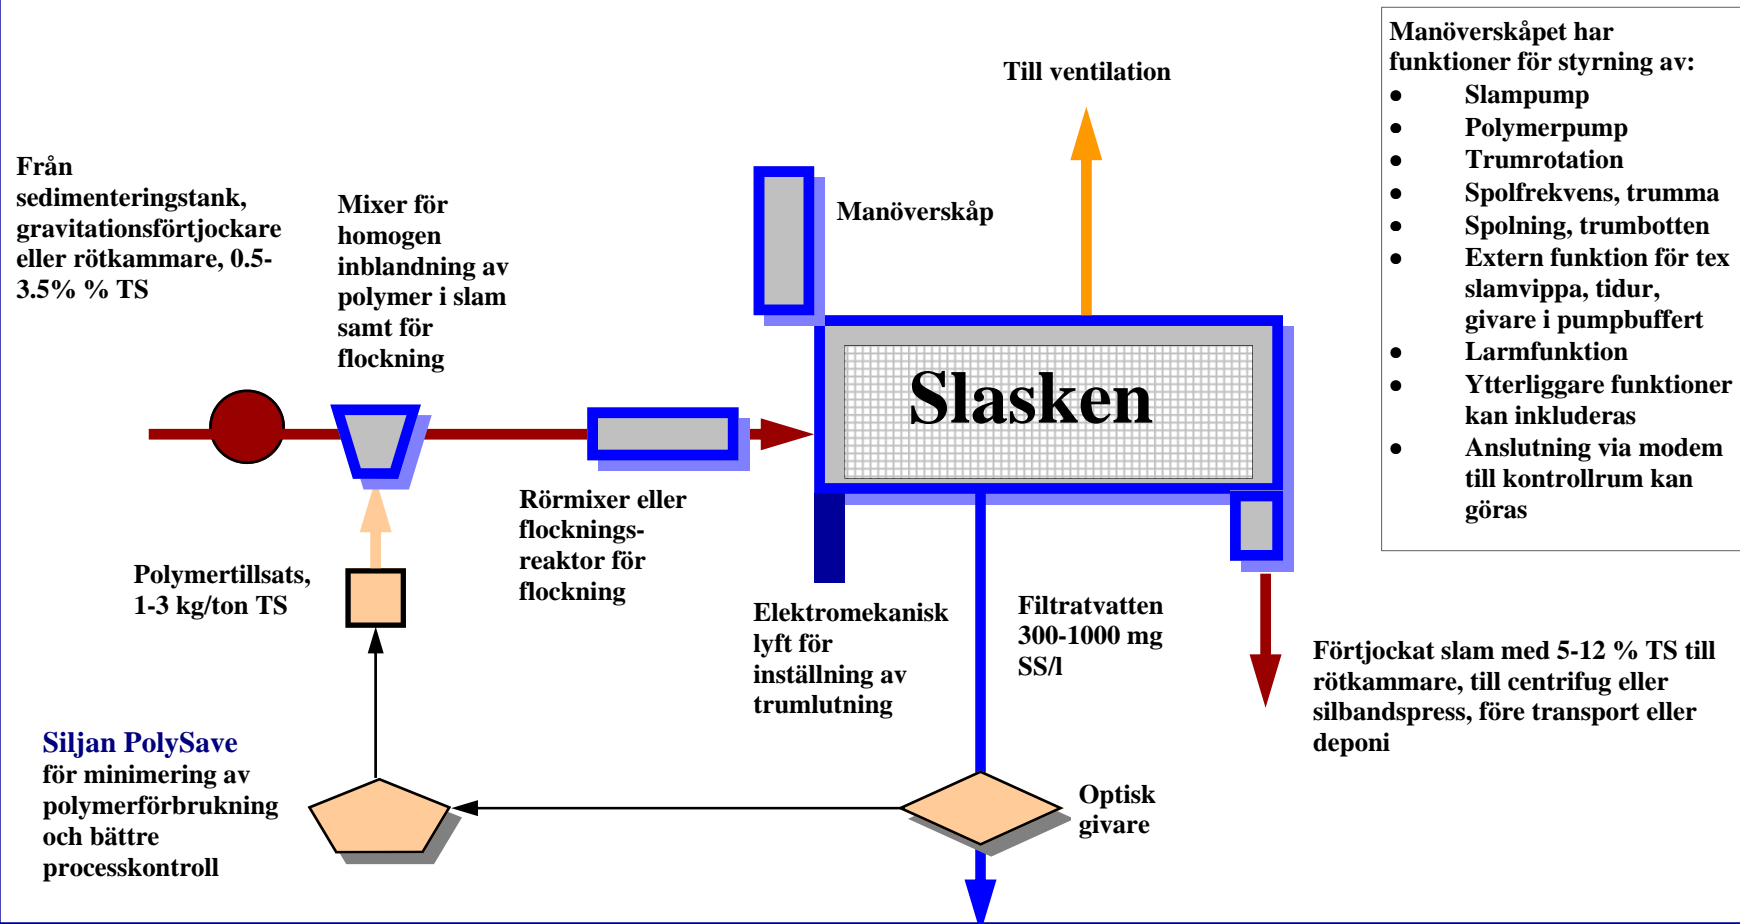 Till ventilation
Manöverskåpet har
funktioner för styrning av:
● Slampump
● Polymerpump
● Trumrotation
● Spolfrekvens, trumma
● Spolning, trumbotten
● Extern funktion för tex
slamvippa, tidur,
givare i pumpbuffert
● Larmfunktion
● Ytterliggare funktioner
kan inkluderas
● Anslutning via modem
till kontrollrum kan
göras
Från
sedimenteringstank,
gravitationsförtjockare
eller rötkammare, 0.5-
3.5% % TS
Mixer för
homogen
inblandning av
polymer i slam
samt för
flockning
Manöverskåp
Slasken
Rörmixer eller
flocknings-
reaktor för
flockning
Polymertillsats,
1-3 kg/ton TS
Elektromekanisk
lyft för
inställning av
trumlutning
Filtratvatten
300-1000 mg
SS/l
Förtjockat slam med 5-12 % TS till
rötkammare, till centrifug eller
silbandspress, före transport eller
deponi
Siljan PolySave
för minimering av
polymerförbrukning
och bättre
processkontroll
Optisk
givare